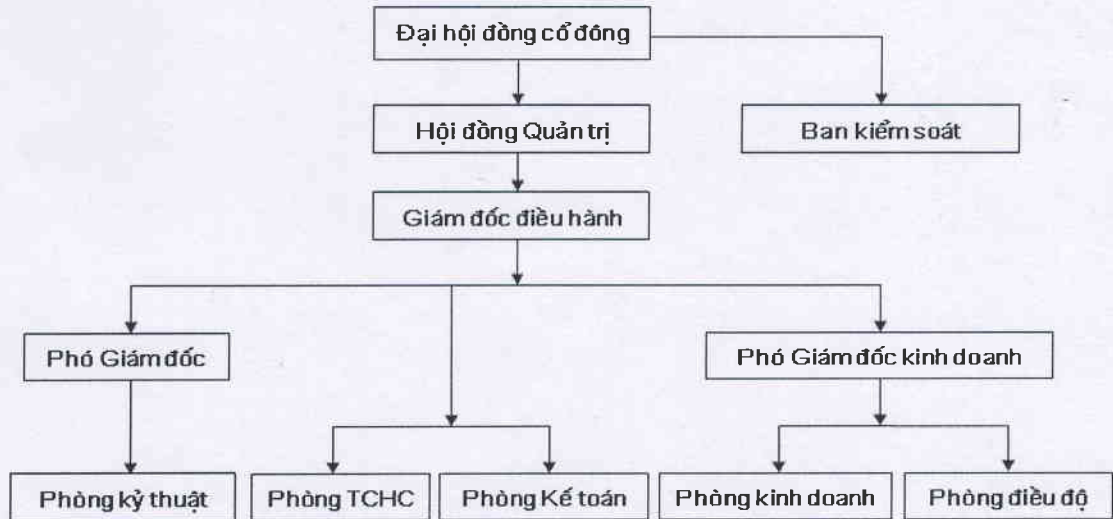 Đại hội đồng cổ đông
Hội đồng Quản trị
Ban kiểm soát
Giám đốc điều hành
Phó Giám đốc
Phó Giám đốc kinh doanh
Phòng kỷ thuật
Phòng TCHC
Phòng Kế toán
Phòng kinh doanh
Phòng điều độ